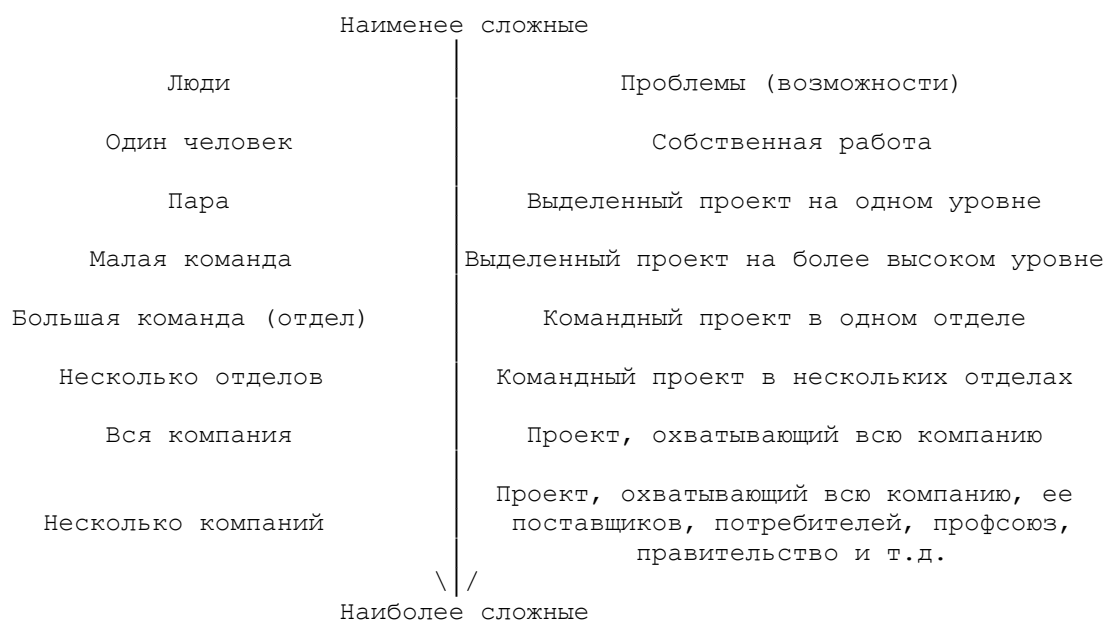 Наименее сложные
Люди Проблемы (возможности)
Один человек Собственная работа
Пара Выделенный проект на одном уровне
Малая команда Выделенный проект на более высоком уровне
Большая команда (отдел) Командный проект в одном отделе
Несколько отделов Командный проект в нескольких отделах
Вся компания Проект, охватывающий всю компанию
Проект, охватывающий всю компанию, ее
Несколько компаний поставщиков, потребителей, профсоюз,
правительство и т.д.
Наиболее сложные